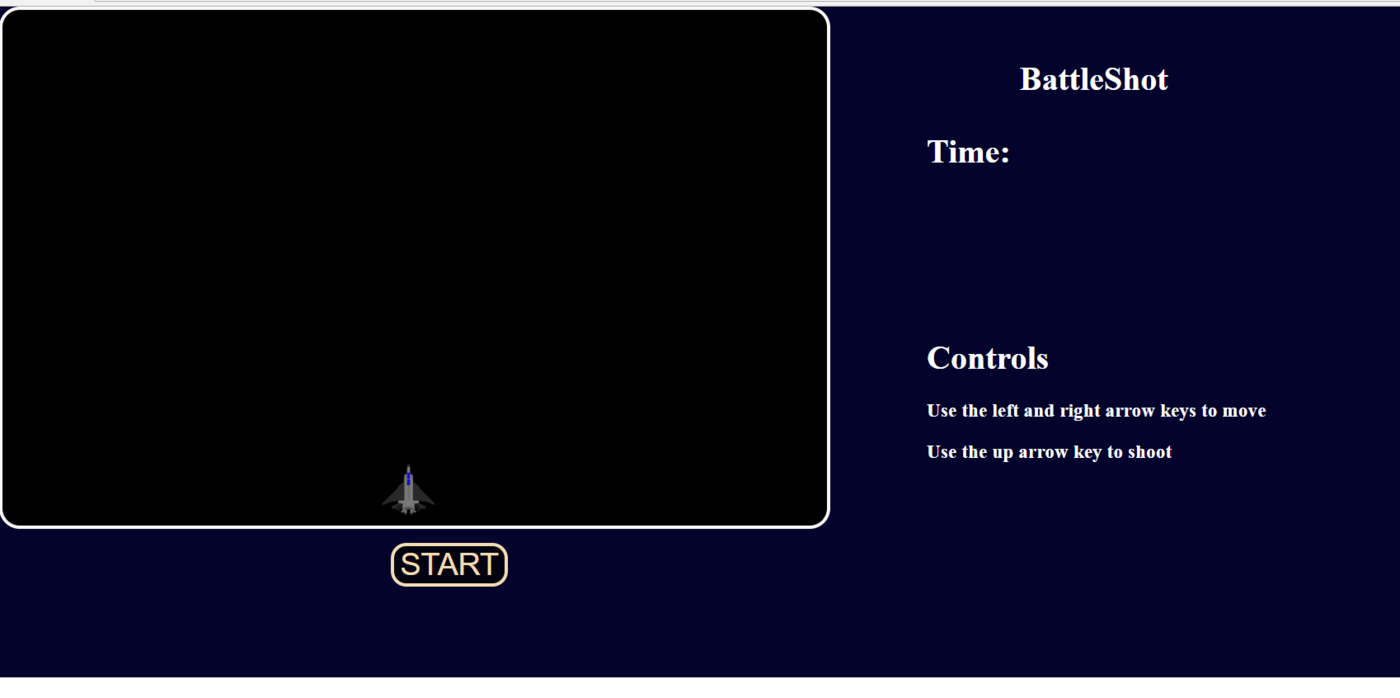 BattleShot
Time:
Controls
Use the left and right arrow keys to move
Use the up arrow key to shoot
START